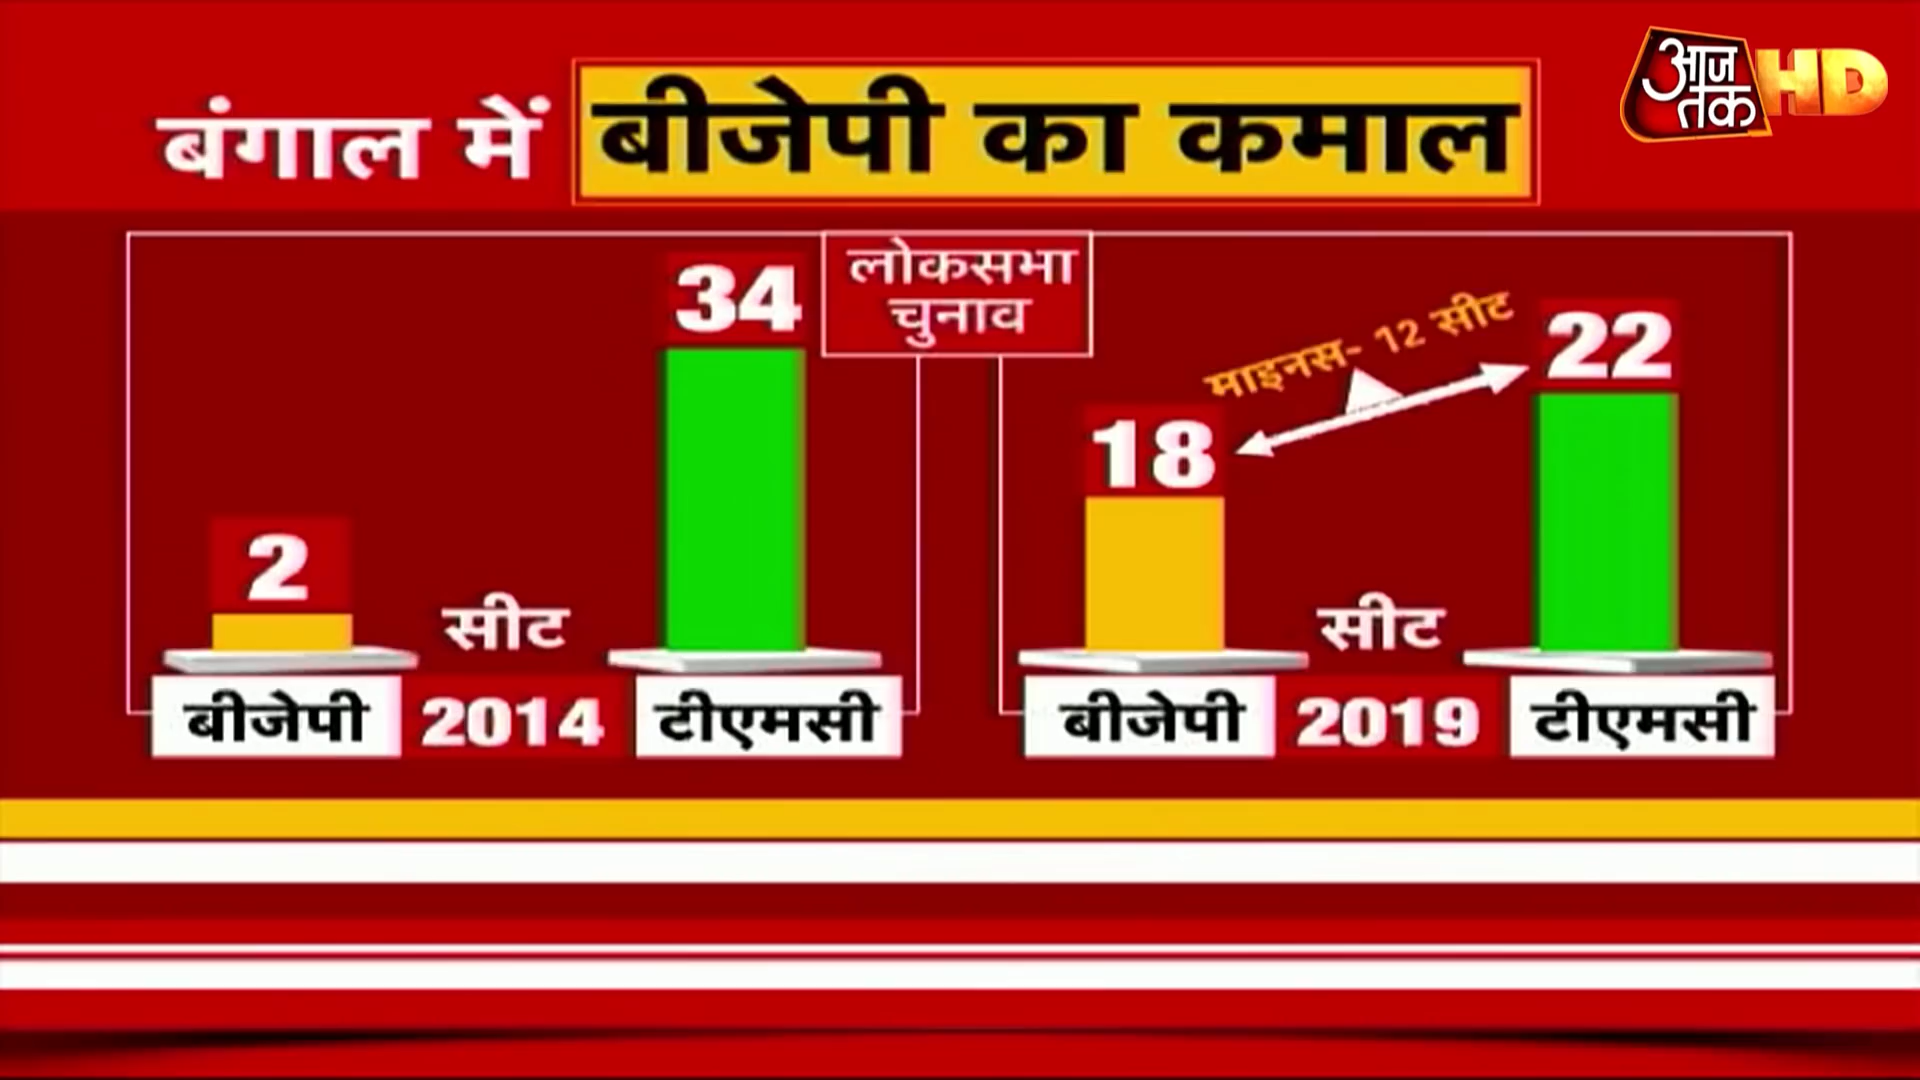 आज तक HD
बंगाल में बीजेपी का कमाल
लोकसभा
चुनाव
2
34
सीट
बीजेपी 2014 टीएमसी
18
माइनस- 12 सीट
22
सीट
बीजेपी 2019 टीएमसी